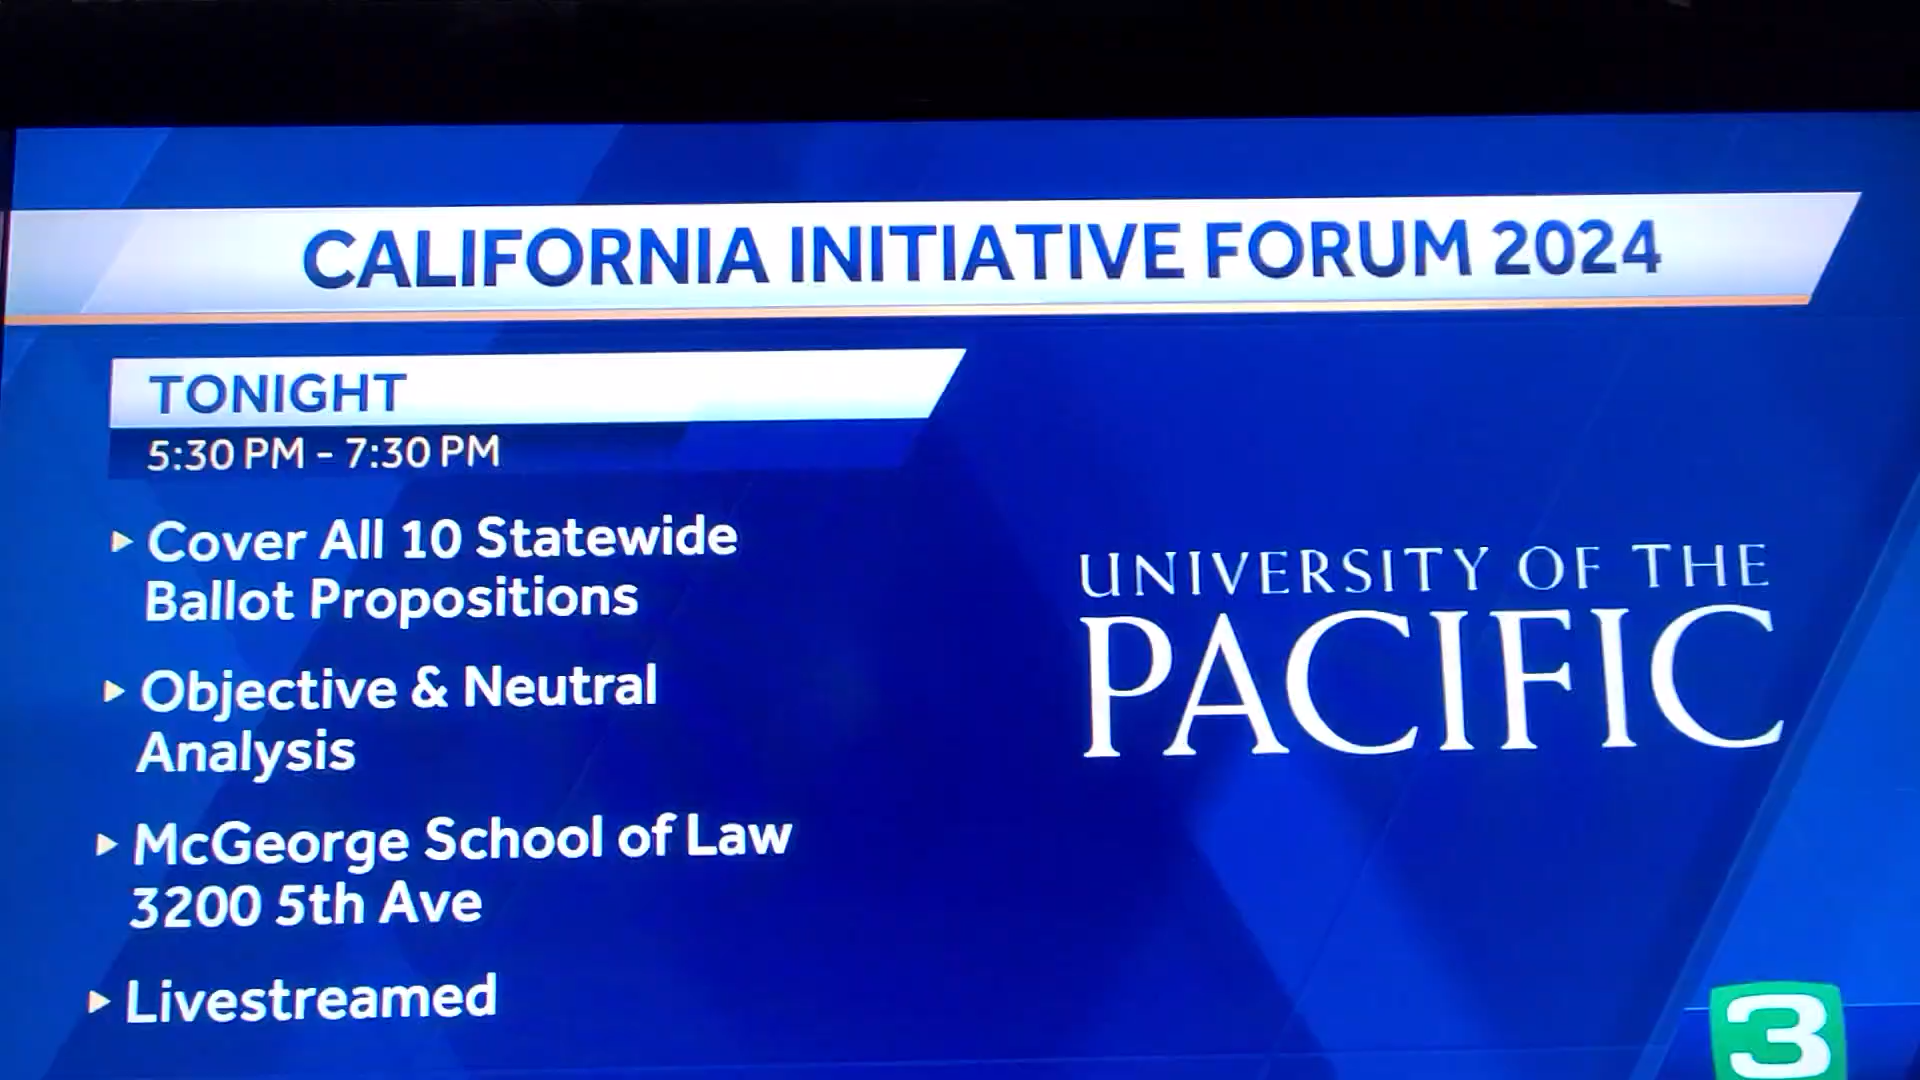 CALIFORNIA INITIATIVE FORUM 2024
TONIGHT
5:30 PM - 7:30 PM
▸ Cover All 10 Statewide
Ballot Propositions
▸ Objective & Neutral
Analysis
▸ McGeorge School of Law
3200 5th Ave
▸ Livestreamed
UNIVERSITY OF THE
PACIFIC
3